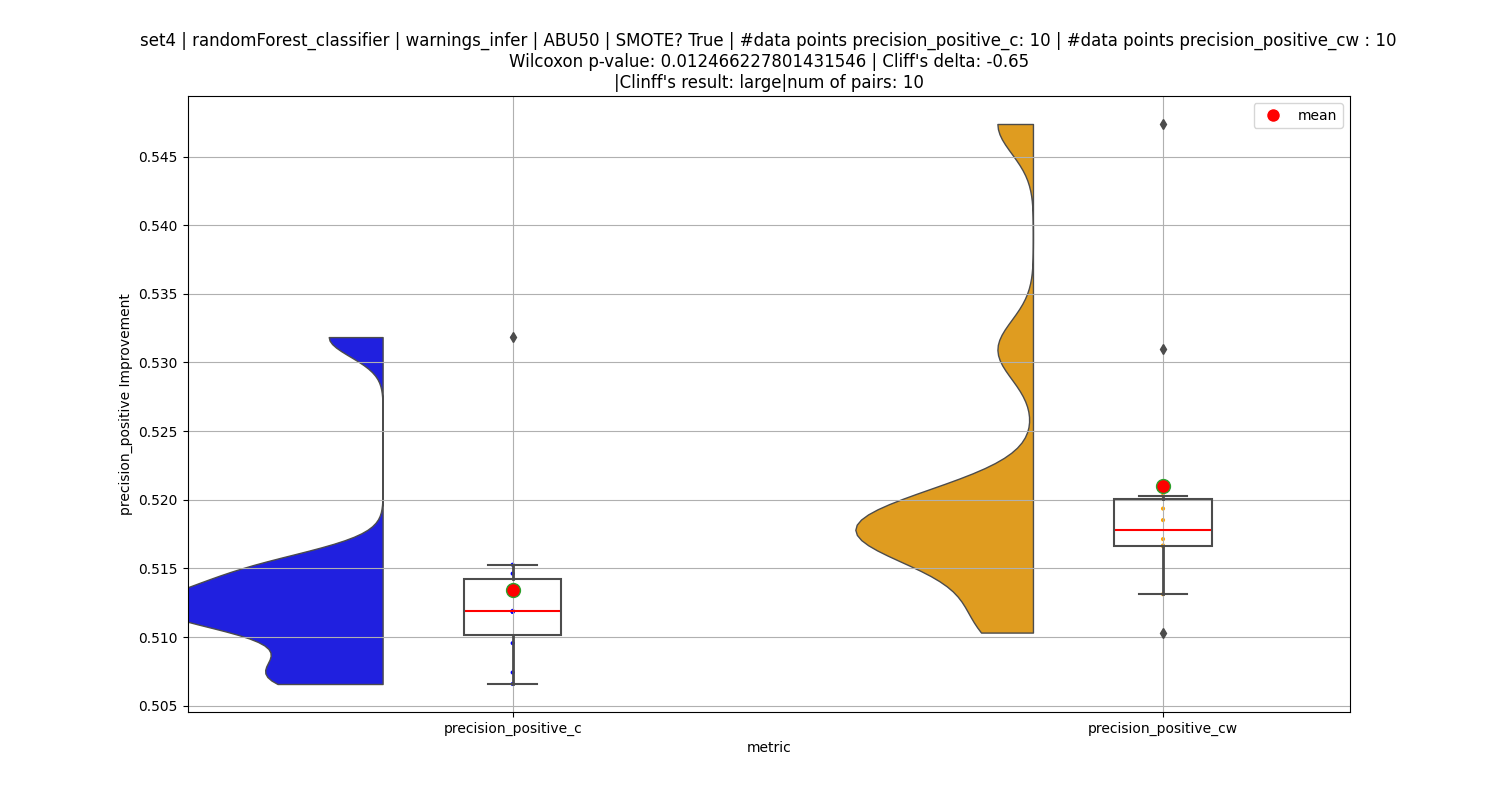 set4 | randomForest_classifier | warnings_infer | ABU50 | SMOTE? True | #data points precision_positive_c: 10 | #data points precision_positive_cw : 10
Wilcoxon p-value: 0.012466227801431546 | Cliff's delta: -0.65
|Clinff's result: large|num of pairs: 10
mean
0.545
0.540
0.535
0.530
0.525
0.520
0.515
0.510
0.505
precision_positive Improvement
precision_positive_c
precision_positive_cw
metric